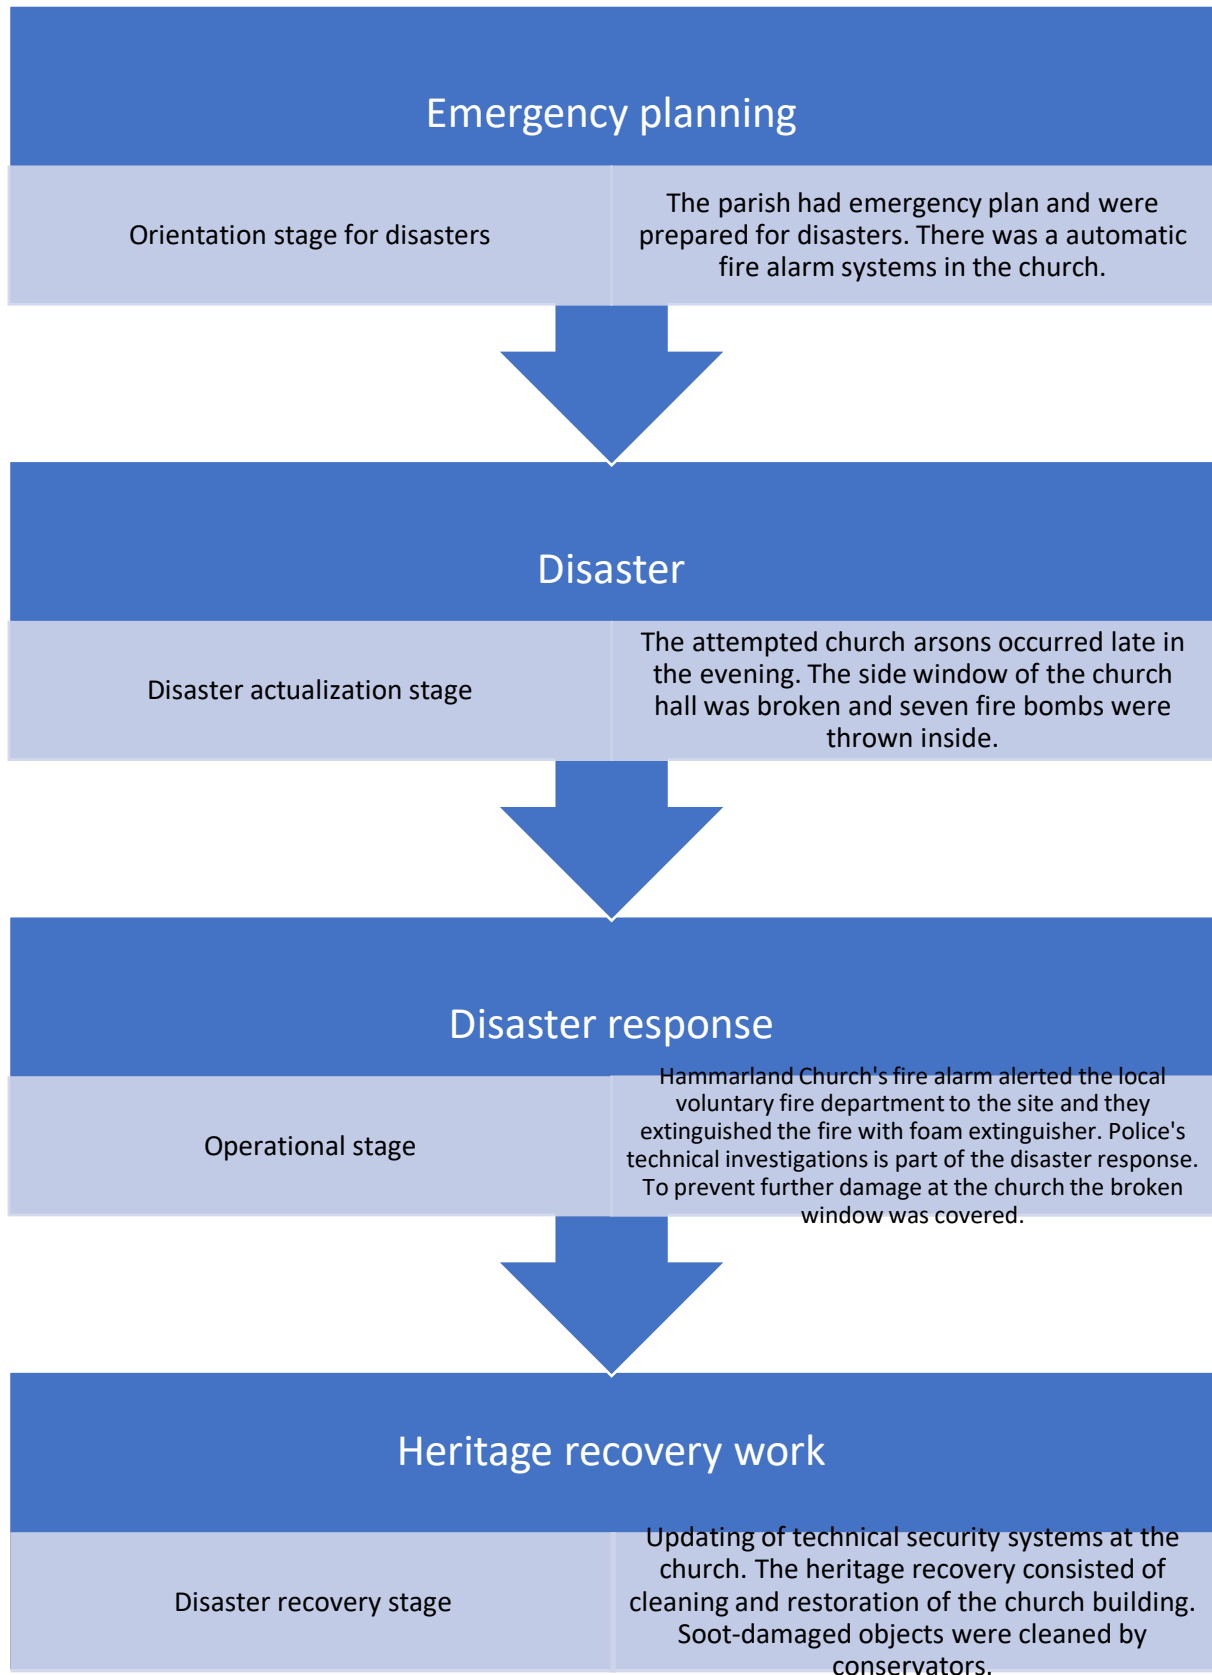 Emergency planning
Orientation stage for disasters
The parish had emergency plan and were
prepared for disasters. There was a automatic
fire alarm systems in the church.
Disaster
Disaster actualization stage
The attempted church arsons occurred late in
the evening. The side window of the church
hall was broken and seven fire bombs were
thrown inside.
Disaster response
Operational stage
Hammarland Church's fire alarm alerted the local
voluntary fire department to the site and they
extinguished the fire with foam extinguisher. Police's
technical investigations is part of the disaster response.
To prevent further damage at the church the broken
window was covered.
Heritage recovery work
Disaster recovery stage
Updating of technical security systems at the
church. The heritage recovery consisted of
cleaning and restoration of the church building.
Soot-damaged objects were cleaned by
conservators.